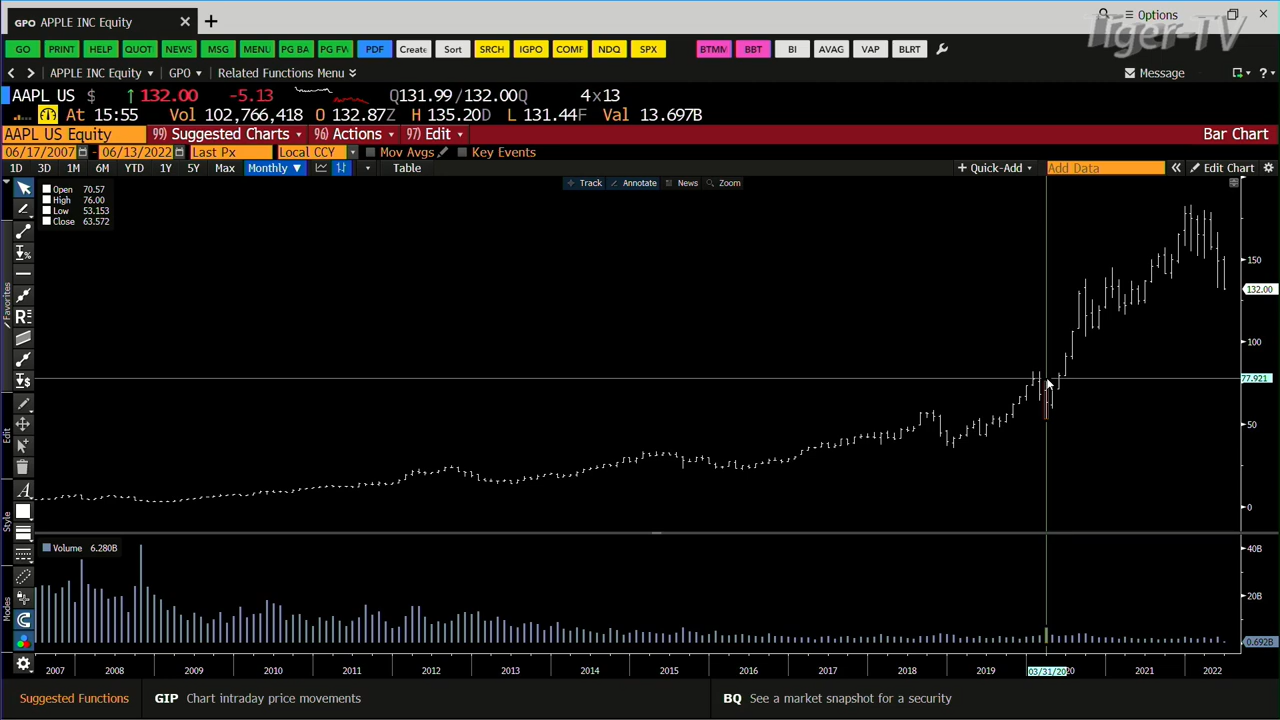 GPO APPLE INC Equity
Options
Tiger-TV
GO PRINT HELP QUOT NEWS MSG MENU PG BA PG FW PDF Create Sort SRCH IGPO COMF NDQ SPX BTMM BBT BI AVAG VAP BLRT
APPLE INC Equity GPO Related Functions Menu Message ?
AAPL US $ ↑ 132.00 -5.13 Q131.99/132.00Q 4x13
At 15:55 Vol 102,766,418 O 132.87Z H 135.20D L 131.44F Val 13.697B
AAPL US Equity 99) Suggested Charts 96) Actions 97) Edit Bar Chart
06/17/2007 - 06/13/2022 Last Px Local CCY Mov Avgs Key Events
1D 3D 1M 6M YTD 1Y 5Y Max Monthly ▼ Table + Quick-Add Add Data « Edit Chart
Track Annotate News Zoom
Open 70.57
High 76.00
Low 53.153
Close 63.572
150
132.00
100
77.921
50
0
Favorites
Edit
Style
Modes
Volume 6.280B
40B
20B
0.692B
2007 2008 2009 2010 2011 2012 2013 2014 2015 2016 2017 2018 2019 03/31/20 20 2021 2022
Suggested Functions GIP Chart intraday price movements BQ See a market snapshot for a security